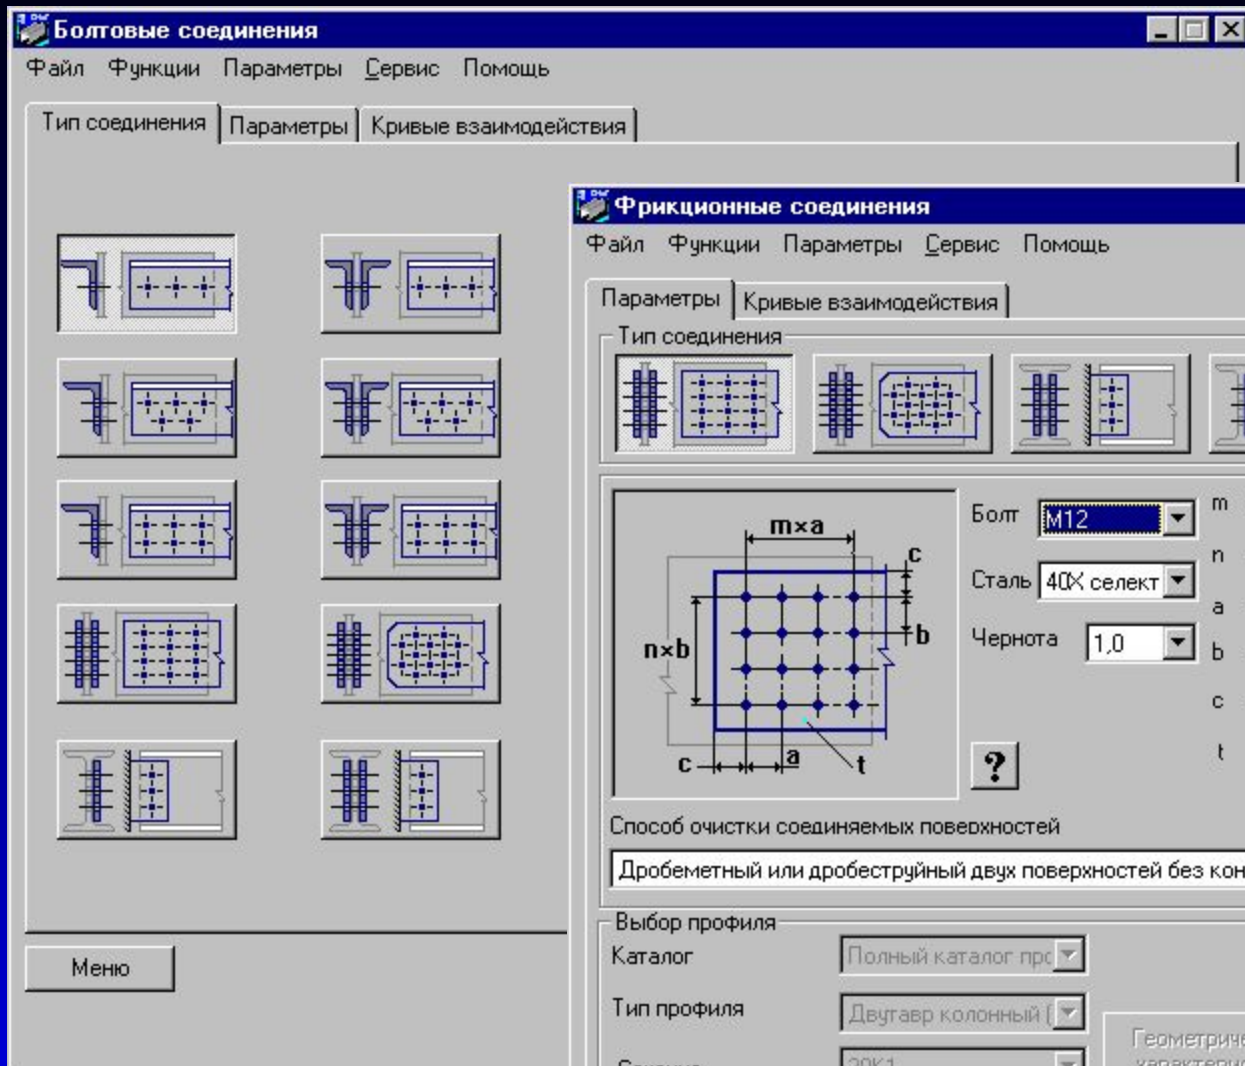 Болтовые соединения
Файл Функции Параметры Сервис Помощь
Тип соединения Параметры Кривые взаимодействия
Меню
Фрикционные соединения
Файл Функции Параметры Сервис Помощь
Параметры Кривые взаимодействия
Тип соединения
m×a
c
b
n×b
c
a
t
Болт M12
Сталь 40X селект
Чернота 1,0
?
m
n
a
b
c
t
Способ очистки соединяемых поверхностей
Дробеметный или дробеструйный двух поверхностей без кон
Выбор профиля
Каталог Полный каталог про
Тип профиля Двутавр колонный (
Геометриче